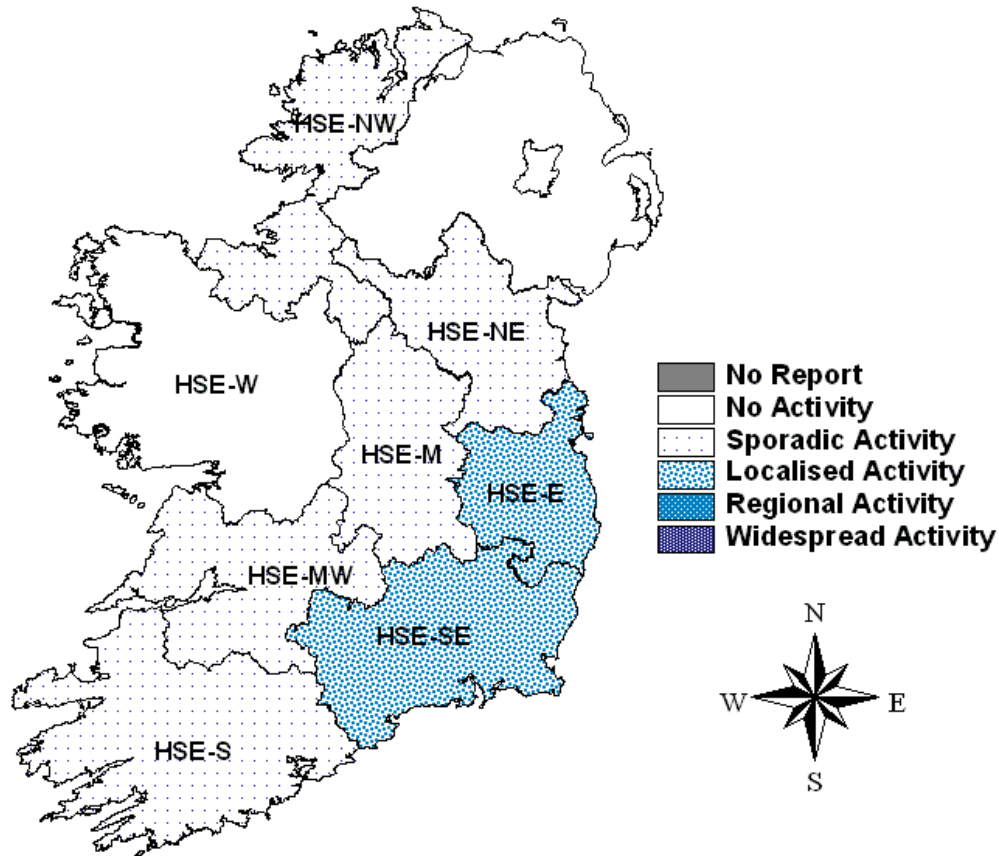 HSE-NW
HSE-NE
HSE-W
HSE-M
HSE-E
HSE-MW
HSE-SE
HSE-S
No Report
No Activity
Sporadic Activity
Localised Activity
Regional Activity
Widespread Activity
N
W E
S